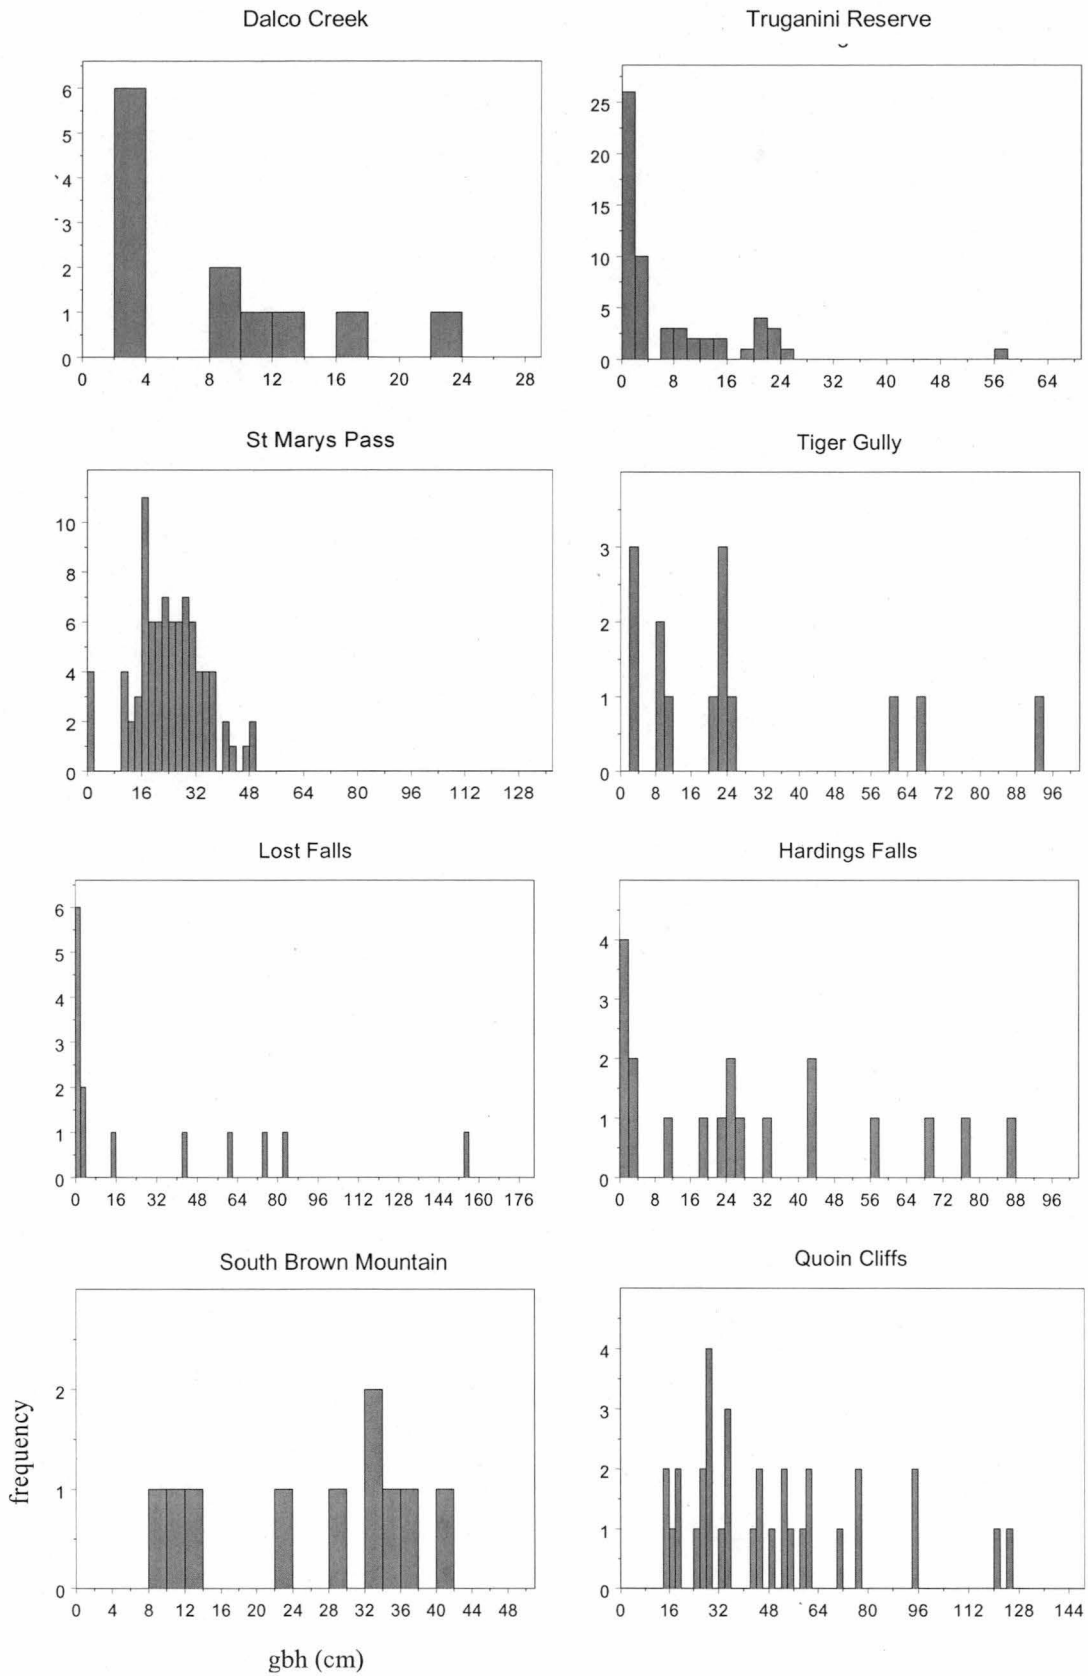 Dalco Creek
6
5
4
3
2
1
0
0 4 8 12 16 20 24 28
Truganini Reserve
25
20
15
10
5
0
0 8 16 24 32 40 48 56 64
St Marys Pass
10
8
6
4
2
0
0 16 32 48 64 80 96 112 128
Tiger Gully
3
2
1
0
0 8 16 24 32 40 48 56 64 72 80 88 96
Lost Falls
6
5
4
3
2
1
0
0 16 32 48 64 80 96 112 128 144 160 176
Hardings Falls
4
3
2
1
0
0 8 16 24 32 40 48 56 64 72 80 88 96
South Brown Mountain
2
1
0
0 4 8 12 16 20 24 28 32 36 40 44 48
frequency
gbh (cm)
Quoin Cliffs
4
3
2
1
0
0 16 32 48 64 80 96 112 128 144